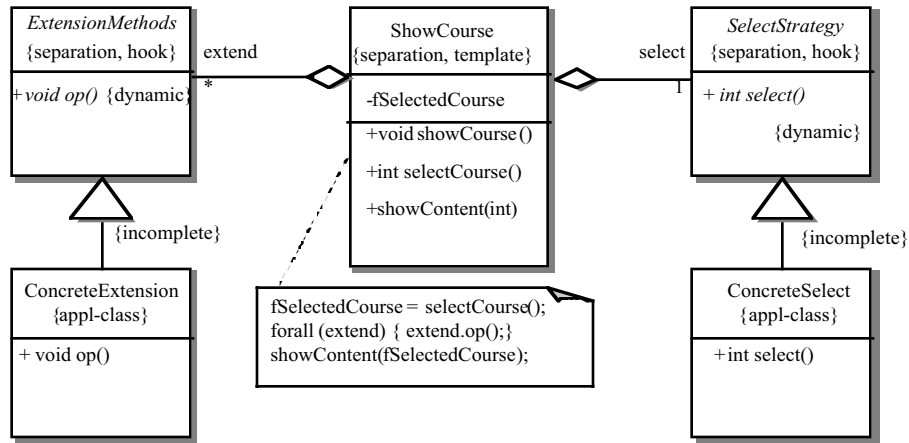 ExtensionMethods
{separation, hook}
+void op() {dynamic}
extend
*
ShowCourse
{separation, template}
-fSelectedCourse
+void showCourse()
+int selectCourse()
+showContent(int)
select
1
SelectStrategy
{separation, hook}
+ int select()
{dynamic}
{incomplete}
{incomplete}
ConcreteExtension
{appl-class}
+ void op()
fSelectedCourse = selectCourse();
forall (extend) { extend.op();}
showContent(fSelectedCourse);
ConcreteSelect
{appl-class}
+int select()